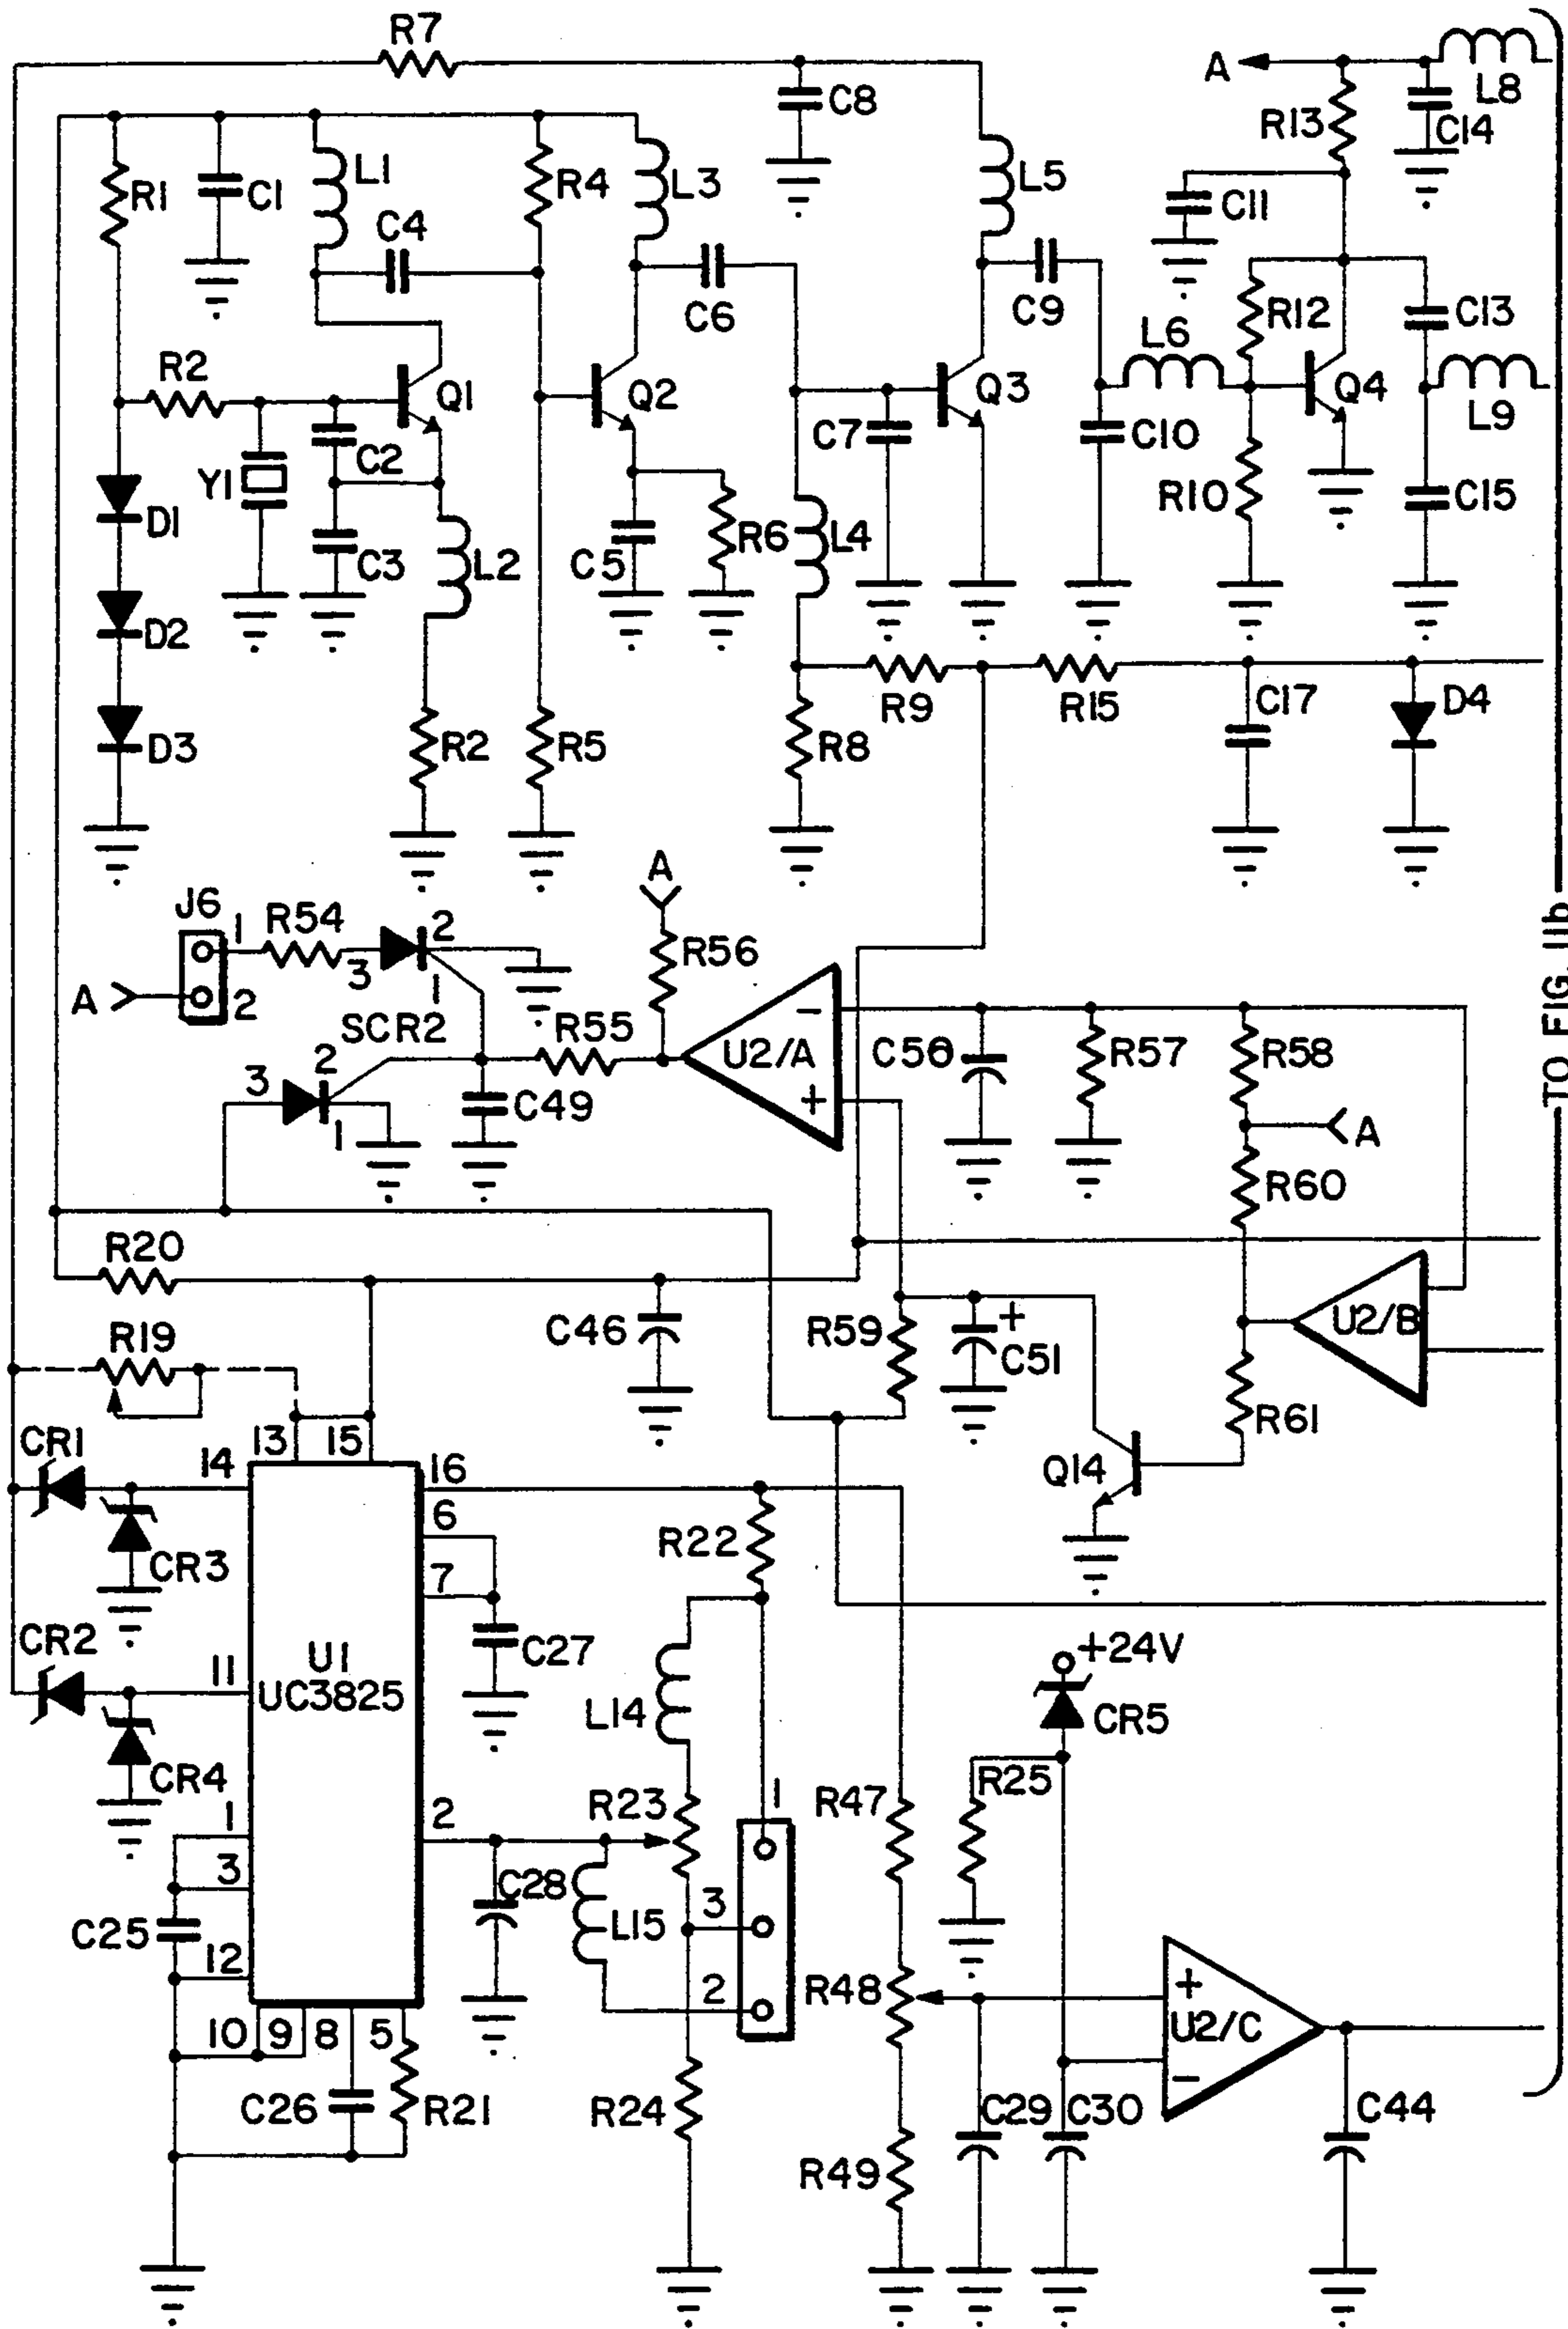 R7
A
L8
C8
R13
C14
R1
C1
L1
R4
L3
L5
C4
C11
C6
C9
R12
C13
L6
R2
Q1
Q2
Q3
Q4
L9
C2
C7
C10
Y1
R10
C15
D1
C3
L2
C5
R6
L4
D2
R9
R15
C17
D4
D3
R2
R5
R8
J6
1
R54
2
A
R56
TO FIG. 11b
A
2
3
1
SCR2
R55
U2/A
-
+
C50
R57
R58
3
2
1
C49
A
R60
R20
C46
R59
+
C51
U2/B
R19
R61
CR1
14
13
15
16
Q14
6
R22
CR3
7
CR2
11
U1
UC3825
C27
+24V
L14
CR5
CR4
1
2
R23
1
R47
R25
3
C28
3
C25
L15
12
2
R48
+
U2/C
-
10
9
8
5
C26
R21
R24
C29
C30
C44
R49